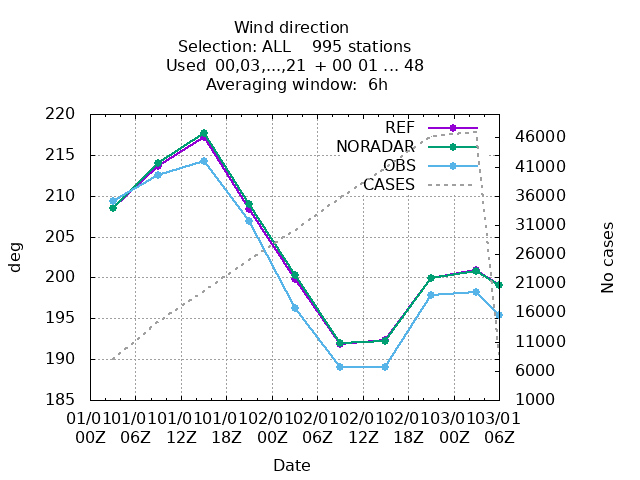 Wind direction
Selection: ALL    995 stations
Used  00,03,...,21  + 00 01 ... 48
Averaging window:  6h
220
215
210
205
200
195
190
185
deg
REF
NORADAR
OBS
CASES
46000
41000
36000
31000
26000
21000
16000
11000
6000
1000
No cases
01/01 01/01 01/01 01/01 02/01 02/01 02/01 02/01 03/01 03/01
00Z 06Z 12Z 18Z 00Z 06Z 12Z 18Z 00Z 06Z
Date